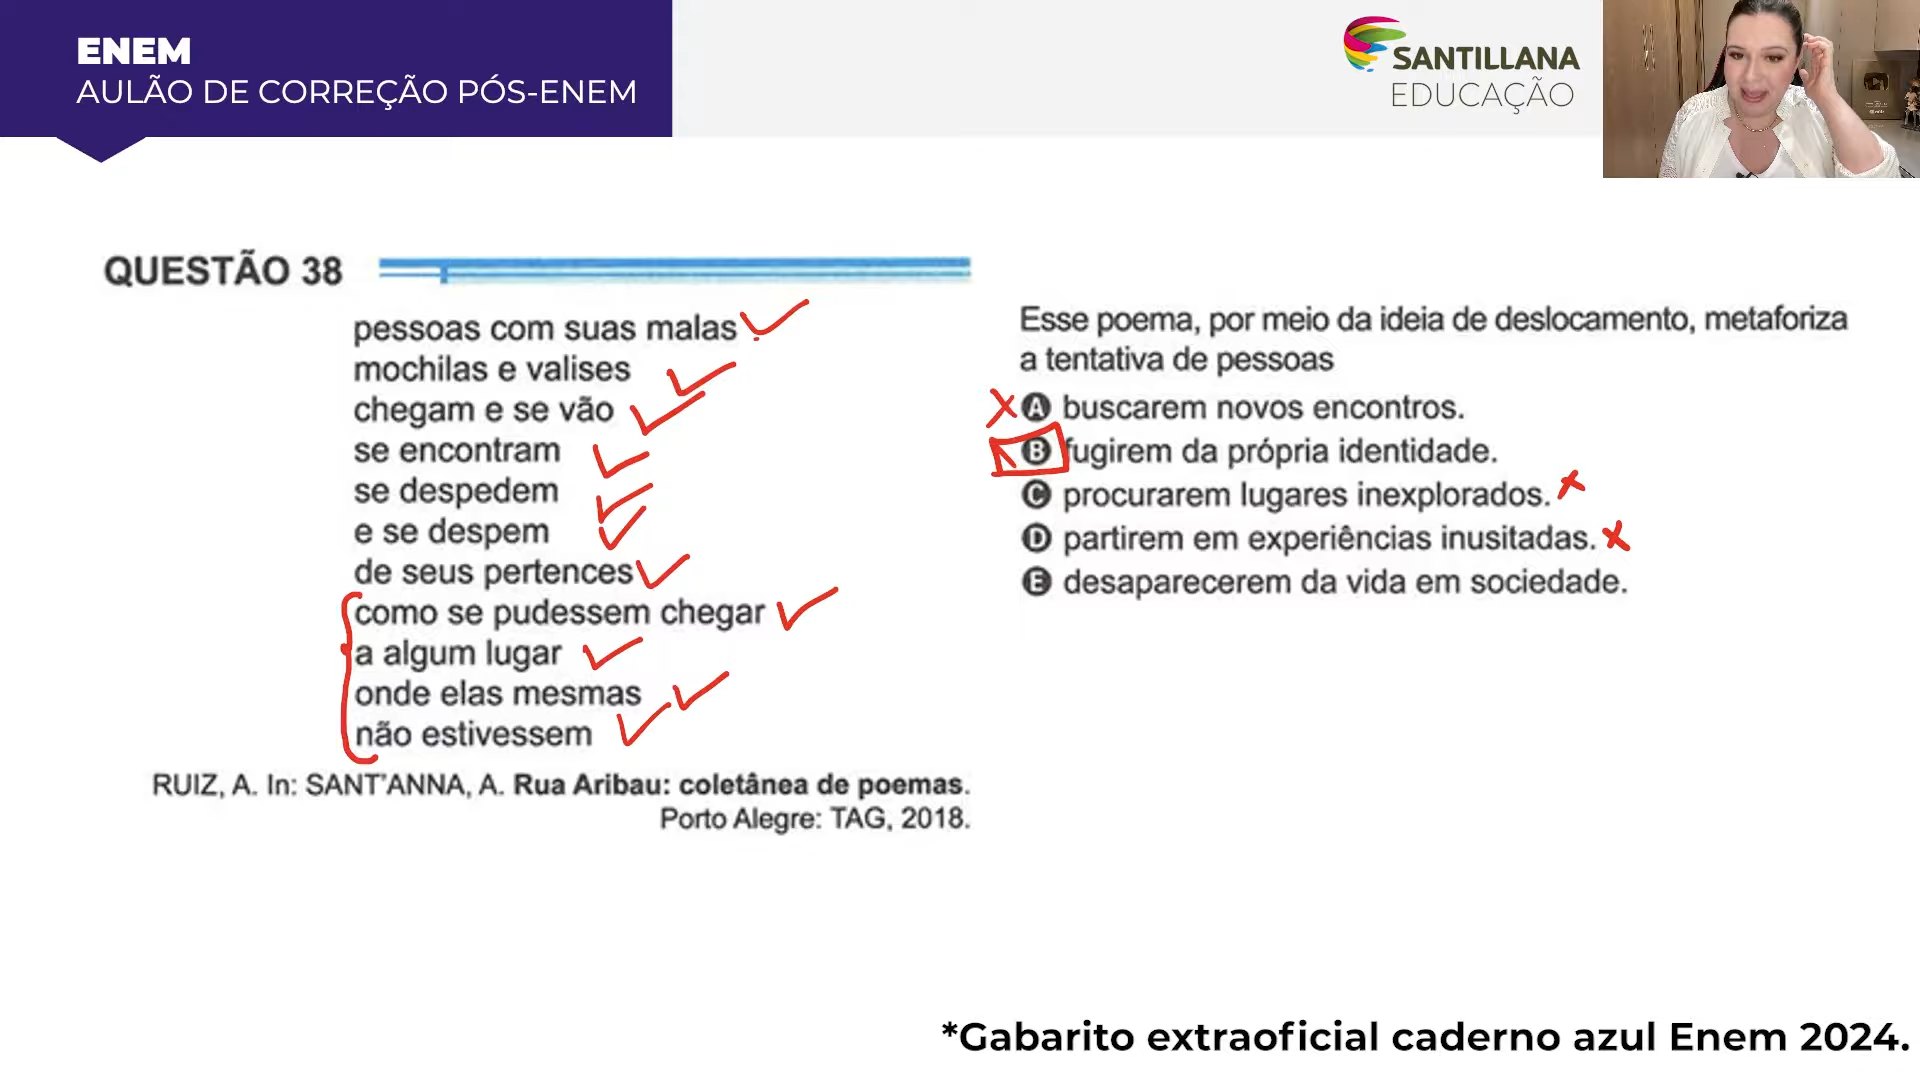 ENEM
AULÃO DE CORREÇÃO PÓS-ENEM
SANTILLANA
EDUCAÇÃO
QUESTÃO 38
pessoas com suas malas
mochilas e valises
chegam e se vão
se encontram
se despedem
e se despem
de seus pertences
como se pudessem chegar
a algum lugar
onde elas mesmas
não estivessem
RUIZ, A. In: SANT'ANNA, A. Rua Aribau: coletânea de poemas.
Porto Alegre: TAG, 2018.
Esse poema, por meio da ideia de deslocamento, metaforiza
a tentativa de pessoas
A buscarem novos encontros.
B fugirem da própria identidade.
C procurarem lugares inexplorados.
D partirem em experiências inusitadas.
E desaparecerem da vida em sociedade.
*Gabarito extraoficial caderno azul Enem 2024.